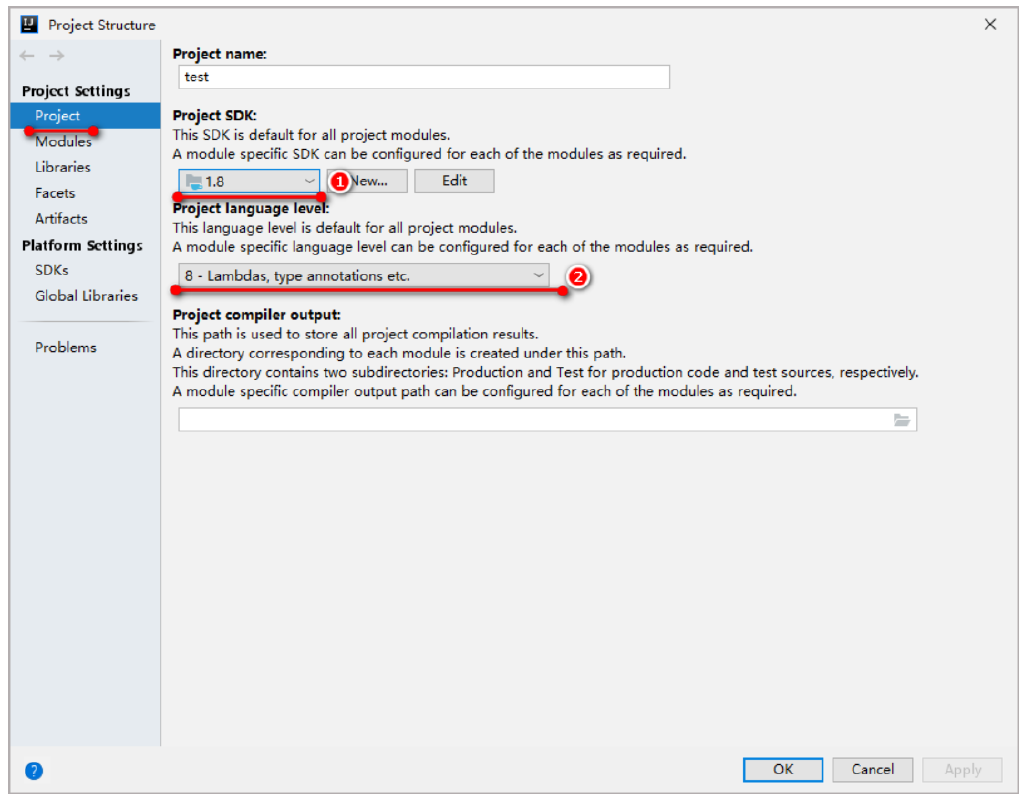 Project Structure
Project name:
test
Project Settings
Project
Modules
Libraries
Facets
Artifacts
Platform Settings
SDKs
Global Libraries
Problems
Project SDK:
This SDK is default for all project modules.
A module specific SDK can be configured for each of the modules as required.
1.8
1
New...
Edit
Project language level:
This language level is default for all project modules.
A module specific language level can be configured for each of the modules as required.
8 - Lambdas, type annotations etc.
2
Project compiler output:
This path is used to store all project compilation results.
A directory corresponding to each module is created under this path.
This directory contains two subdirectories: Production and Test for production code and test sources, respectively.
A module specific compiler output path can be configured for each of the modules as required.
?
OK
Cancel
Apply